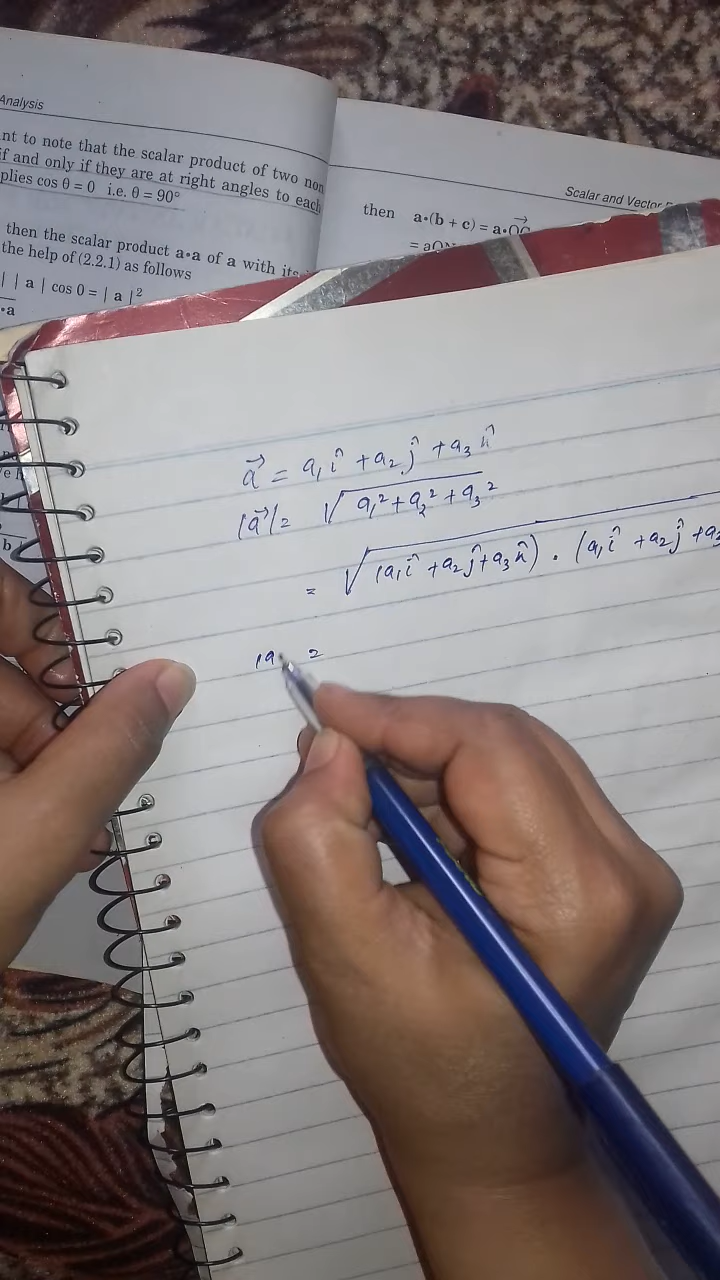 Analysis
nt to note that the scalar product of two non
if and only if they are at right angles to each
plies cos θ = 0 i.e. θ = 90°
then the scalar product a•a of a with its
the help of (2.2.1) as follows
| | a | cos 0 = | a |²
•a
b
Scalar and Vector
then a•(b + c) = a•OC→
a⃗ = a₁î + a₂ĵ + a₃n̂
|a⃗| = √a₁² + a₂² + a₃²
= √(a₁î + a₂ĵ + a₃n̂) . (a₁î + a₂ĵ + a₃
|a =